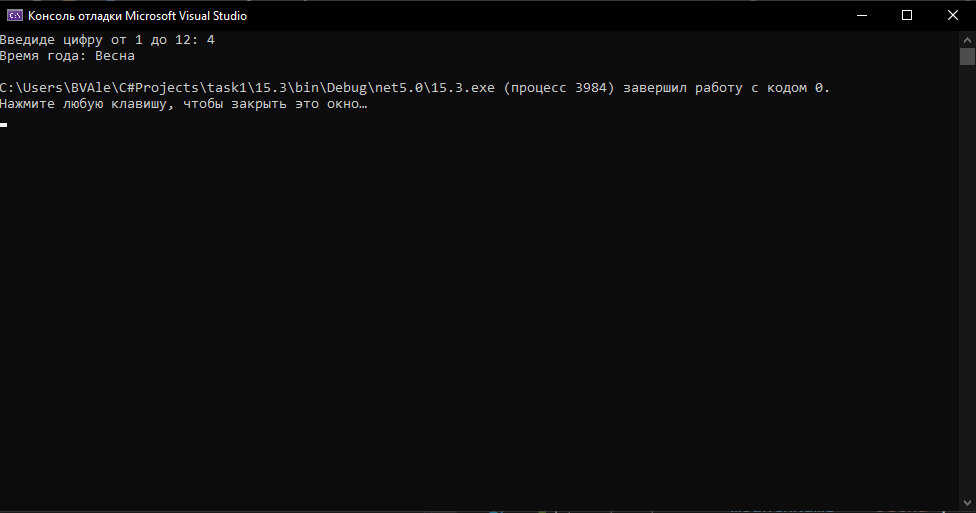 Консоль отладки Microsoft Visual Studio
Введиде цифру от 1 до 12: 4
Время года: Весна
C:\Users\BVAle\C#Projects\task1\15.3\bin\Debug\net5.0\15.3.exe (процесс 3984) завершил работу с кодом 0.
Нажмите любую клавишу, чтобы закрыть это окно…